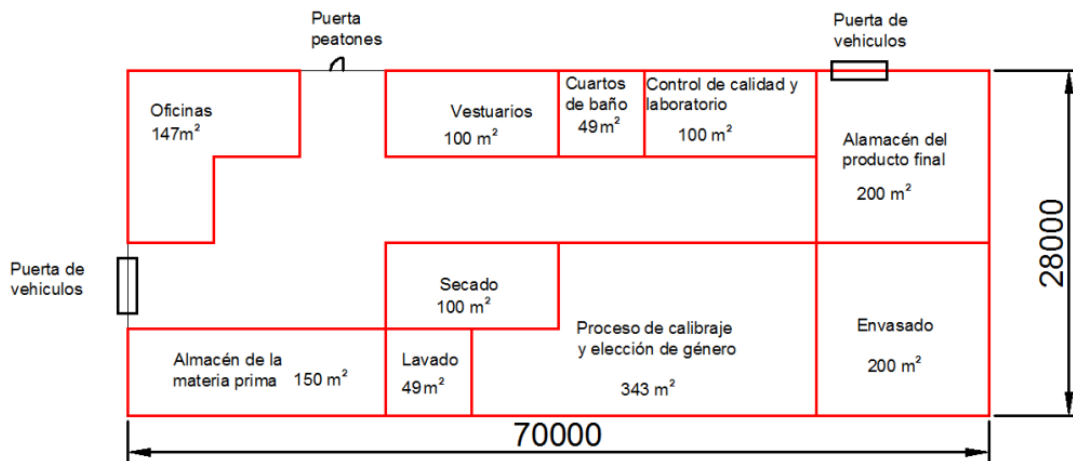 Puerta
peatones
Puerta de
vehiculos
Oficinas
147m²
Vestuarios
100 m²
Cuartos
de baño
49m²
Control de calidad y
laboratorio
100 m²
Alamacén del
producto final
200 m²
28000
Puerta de
vehiculos
Secado
100 m²
Proceso de calibraje
y elección de género
343 m²
Envasado
200 m²
Almacén de la
materia prima 150 m²
Lavado
49m²
70000